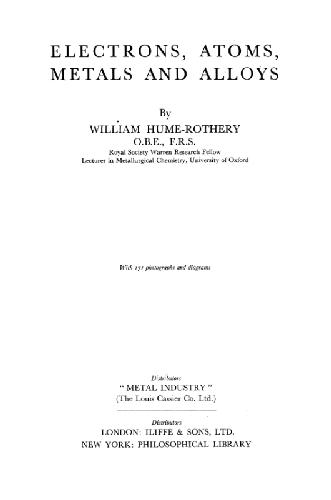 ELECTRONS, ATOMS,
METALS AND ALLOYS
By
WILLIAM HUME-ROTHERY
O.B.E., F.R.S.
Royal Society Warren Research Fellow
Lecturer in Metallurgical Chemistry, University of Oxford
With 171 photographs and diagrams
Distributors
"METAL INDUSTRY"
(The Louis Cassier Co. Ltd.)
Distributors
LONDON: ILIFFE & SONS, LTD.
NEW YORK: PHILOSOPHICAL LIBRARY